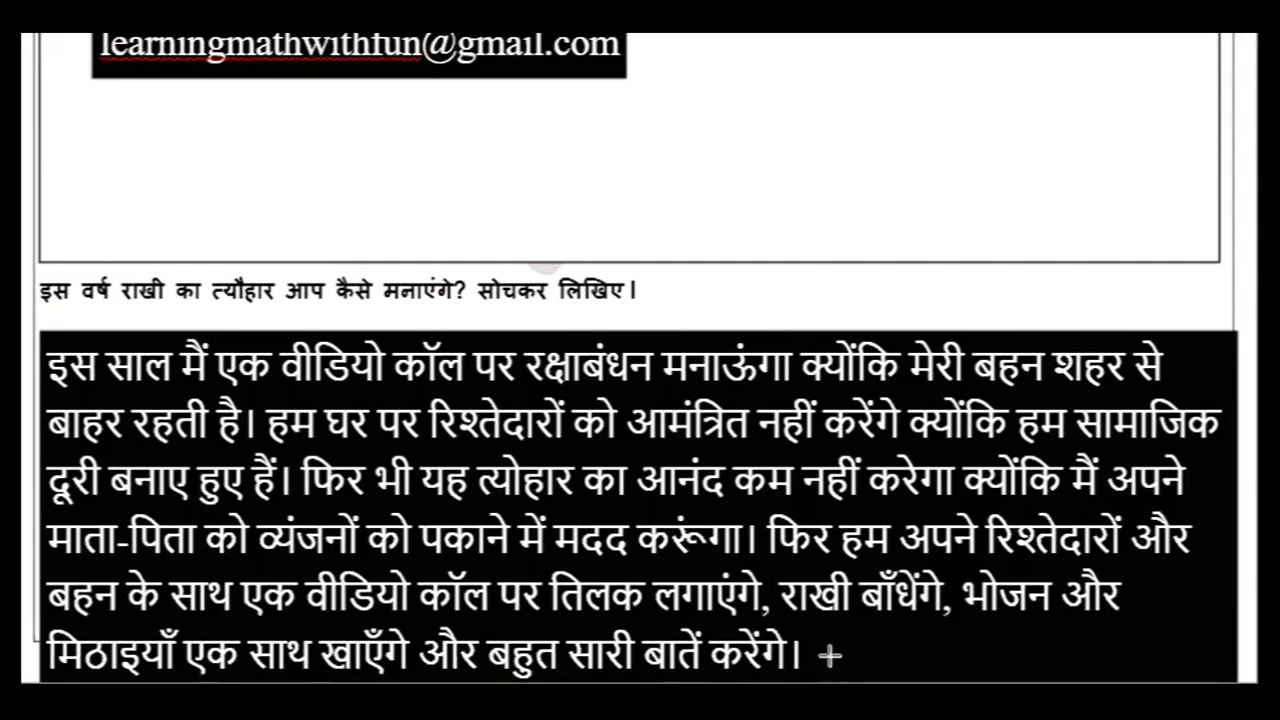 learningmathwithfun@gmail.com
इस वर्ष राखी का त्यौहार आप कैसे मनाएंगे? सोचकर लिखिए।
इस साल मैं एक वीडियो कॉल पर रक्षाबंधन मनाऊंगा क्योंकि मेरी बहन शहर से
बाहर रहती है। हम घर पर रिश्तेदारों को आमंत्रित नहीं करेंगे क्योंकि हम सामाजिक
दूरी बनाए हुए हैं। फिर भी यह त्योहार का आनंद कम नहीं करेगा क्योंकि मैं अपने
माता-पिता को व्यंजनों को पकाने में मदद करूंगा। फिर हम अपने रिश्तेदारों और
बहन के साथ एक वीडियो कॉल पर तिलक लगाएंगे, राखी बाँधेंगे, भोजन और
मिठाइयाँ एक साथ खाएँगे और बहुत सारी बातें करेंगे।